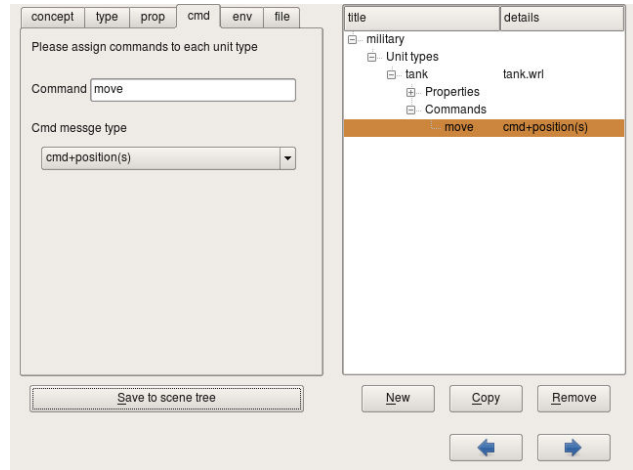 concept type prop cmd env file
Please assign commands to each unit type
Command move
Cmd messge type
cmd+position(s)
Save to scene tree
title details
military
Unit types
tank tank.wrl
Properties
Commands
move cmd+position(s)
New Copy Remove